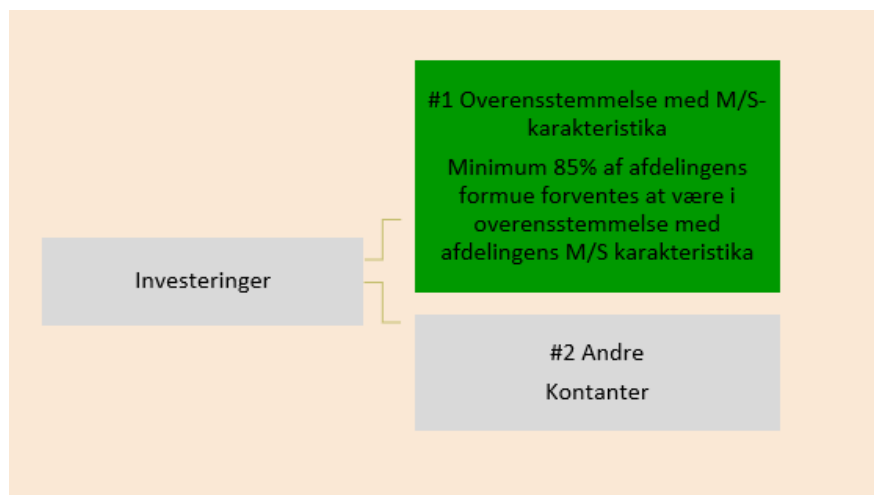 #1 Overensstemmelse med M/S-
karakteristika
Minimum 85% af afdelingens
formue forventes at være i
overensstemmelse med
afdelingens M/S karakteristika
Investeringer
#2 Andre
Kontanter